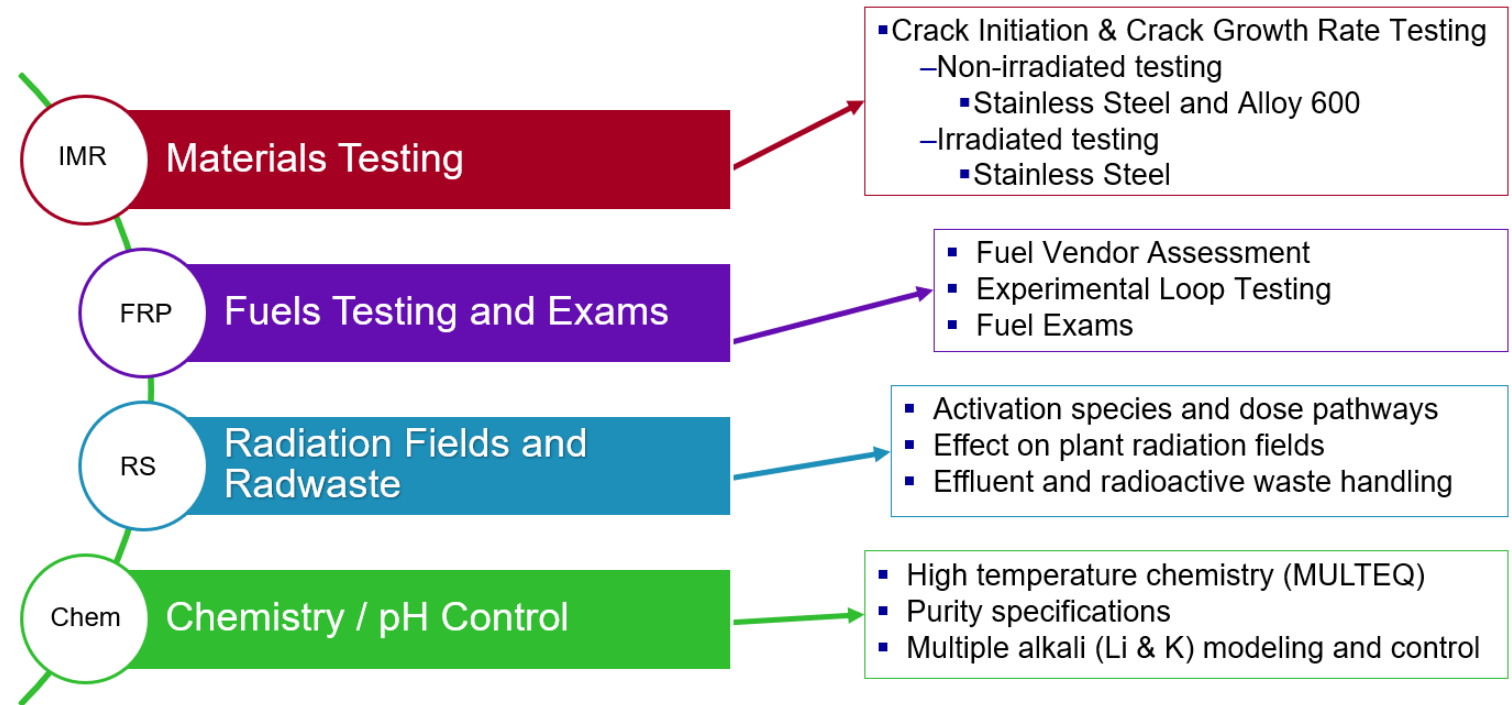 IMR
Materials Testing
▪Crack Initiation & Crack Growth Rate Testing
–Non-irradiated testing
▪Stainless Steel and Alloy 600
–Irradiated testing
▪Stainless Steel
FRP
Fuels Testing and Exams
▪ Fuel Vendor Assessment
▪ Experimental Loop Testing
▪ Fuel Exams
RS
Radiation Fields and
Radwaste
▪ Activation species and dose pathways
▪ Effect on plant radiation fields
▪ Effluent and radioactive waste handling
Chem
Chemistry / pH Control
▪ High temperature chemistry (MULTEQ)
▪ Purity specifications
▪ Multiple alkali (Li & K) modeling and control